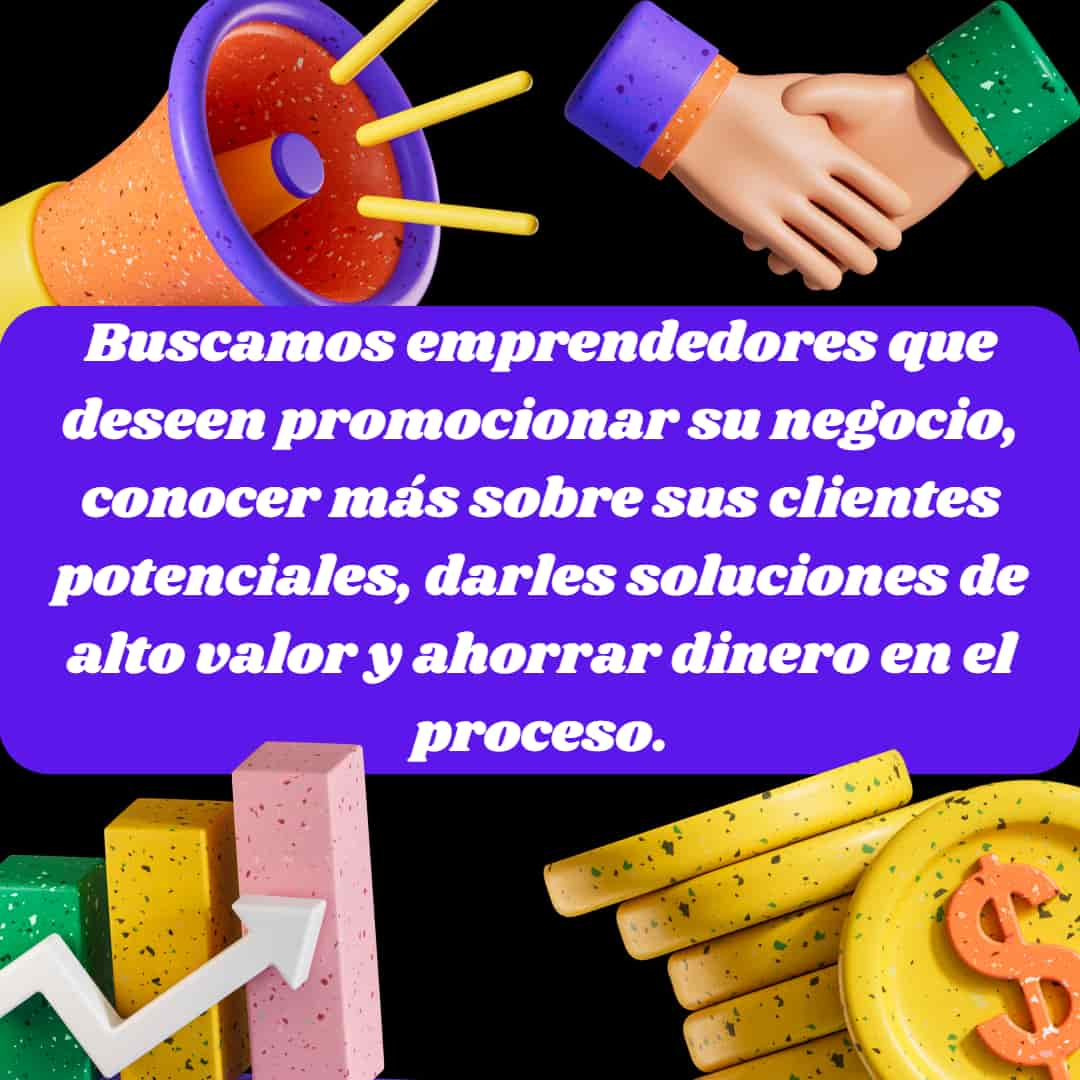 Buscamos emprendedores que
deseen promocionar su negocio,
conocer más sobre sus clientes
potenciales, darles soluciones de
alto valor y ahorrar dinero en el
proceso.
$